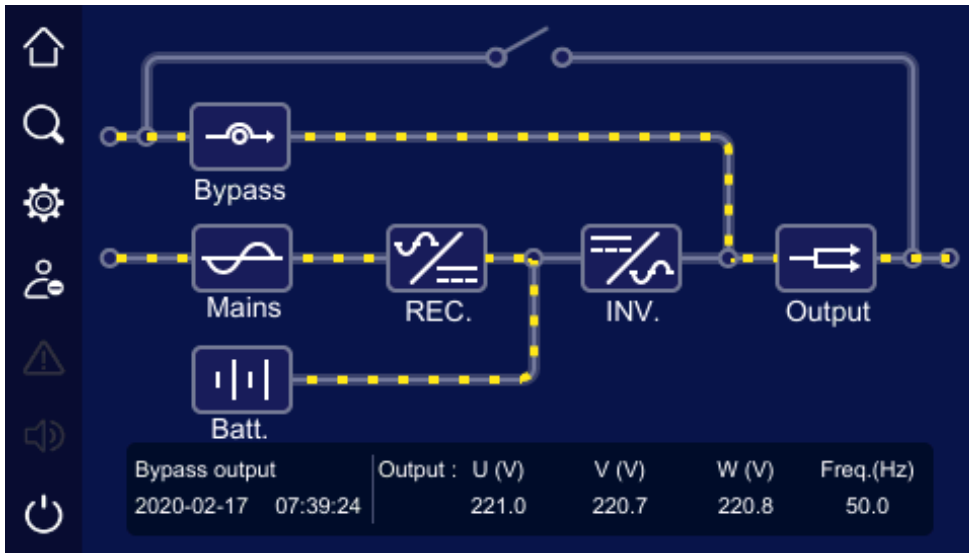 Bypass
Mains
REC.
INV.
Output
Batt.
Bypass output
2020-02-17 07:39:24
Output : U (V) V (V) W (V) Freq.(Hz)
221.0 220.7 220.8 50.0